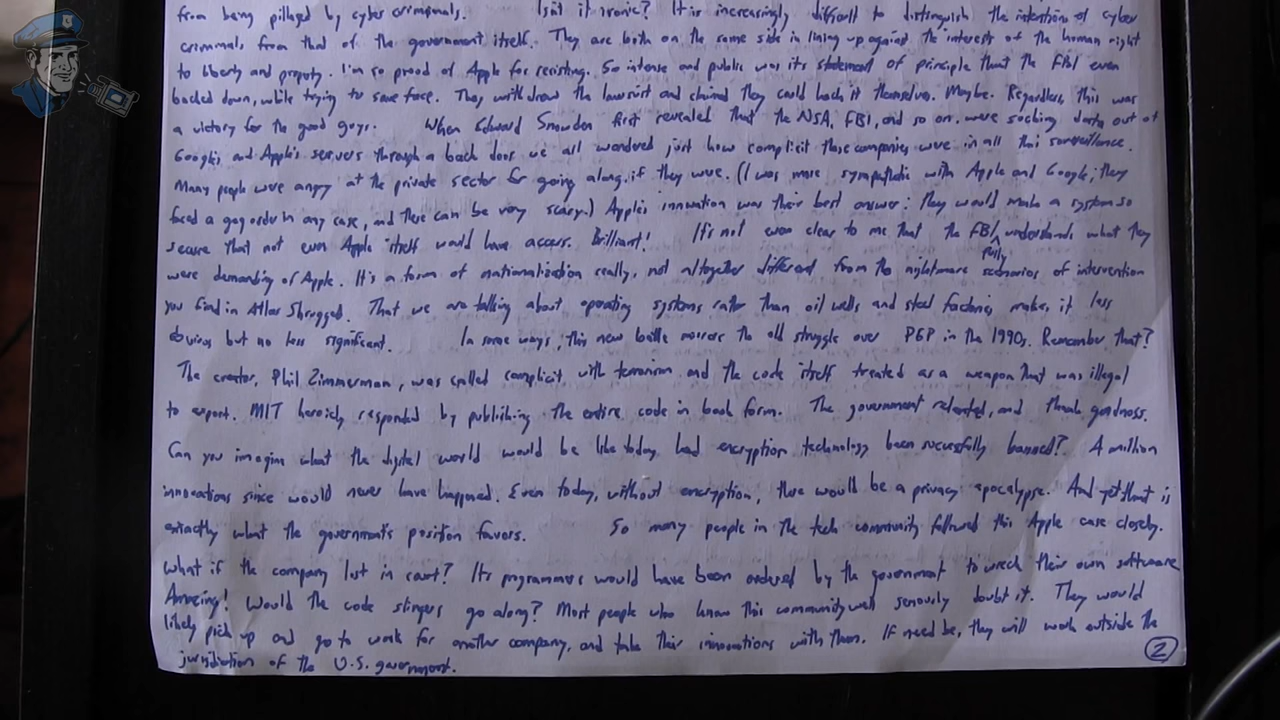 from being pillaged by cyber criminals. Isn't it ironic? It is increasingly difficult to distinguish the intentions of cyber
criminals from that of the government itself. They are both on the same side in lining up against the interests of the human right
to liberty and property. I'm so proud of Apple for resisting. So intense and public was its statement of principle that the FBI even
backed down, while trying to save face. They withdrew the lawsuit and claimed they could hack it themselves. Maybe. Regardless, this was
a victory for the good guys. When Edward Snowden first revealed that the NSA, FBI, and so on, were sucking data out of
Google's and Apple's servers through a back door we all wondered just how complicit these companies were in all this surveillance.
Many people were angry at the private sector for going along, if they were. (I was more sympathetic with Apple and Google; they
faced a gag order in any case, and these can be very scary.) Apple's innovation was their best answer: they would make a system so
secure that not even Apple itself would have access. Brilliant! It's not even clear to me that the FBI fully understands what they
were demanding of Apple. It's a form of nationalization really, not altogether different from the nightmare scenarios of intervention
you find in Atlas Shrugged. That we are talking about operating systems rather than oil wells and steel factories makes it less
obvious but no less significant. In some ways, this new battle mirrors the old struggle over PGP in the 1990s. Remember that?
The creator, Phil Zimmerman, was called complicit with terrorism and the code itself treated as a weapon that was illegal
to export. MIT heroicly responded by publishing the entire code in book form. The government relented, and thank goodness.
Can you imagine what the digital world would be like today had encryption technology been successfully banned? A million
innovations since would never have happened. Even today, without encryption, there would be a privacy apocalypse. And yet that is
exactly what the government's position favors. So many people in the tech community followed this Apple case closely.
What if the company lost in court? Its programmers would have been ordered by the government to wreck their own software
Amazing! Would the code slingers go along? Most people who know this community well seriously doubt it. They would
likely pick up and go to work for another company, and take their innovations with them. If need be, they will work outside the
jurisdiction of the U.S. government.
2